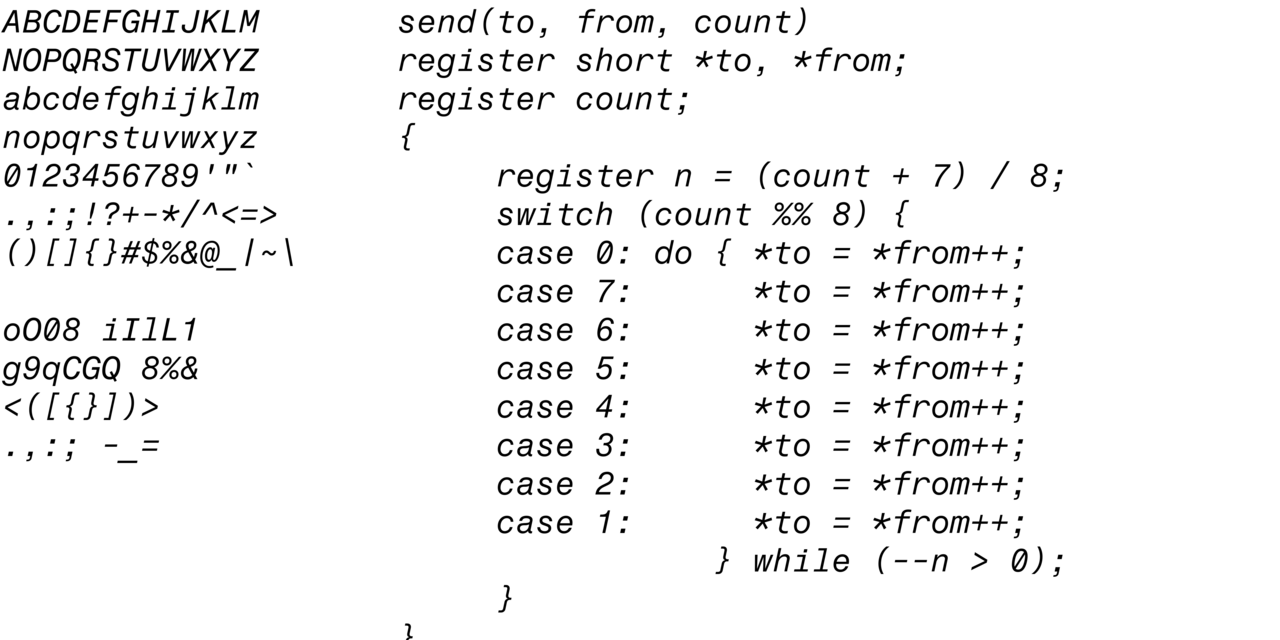 ABCDEFGHIJKLM
NOPQRSTUVWXYZ
abcdefghijklm
nopqrstuvwxyz
0123456789'"`
.,:;!?+-*/^<=>
()[]{}#$%&@_|~\
oO08 iIlL1
g9qCGQ 8%&
<([{}])>
.,:; -_=
send(to, from, count)
register short *to, *from;
register count;
{
     register n = (count + 7) / 8;
     switch (count %% 8) {
     case 0: do { *to = *from++;
     case 7:      *to = *from++;
     case 6:      *to = *from++;
     case 5:      *to = *from++;
     case 4:      *to = *from++;
     case 3:      *to = *from++;
     case 2:      *to = *from++;
     case 1:      *to = *from++;
                } while (--n > 0);
     }
}